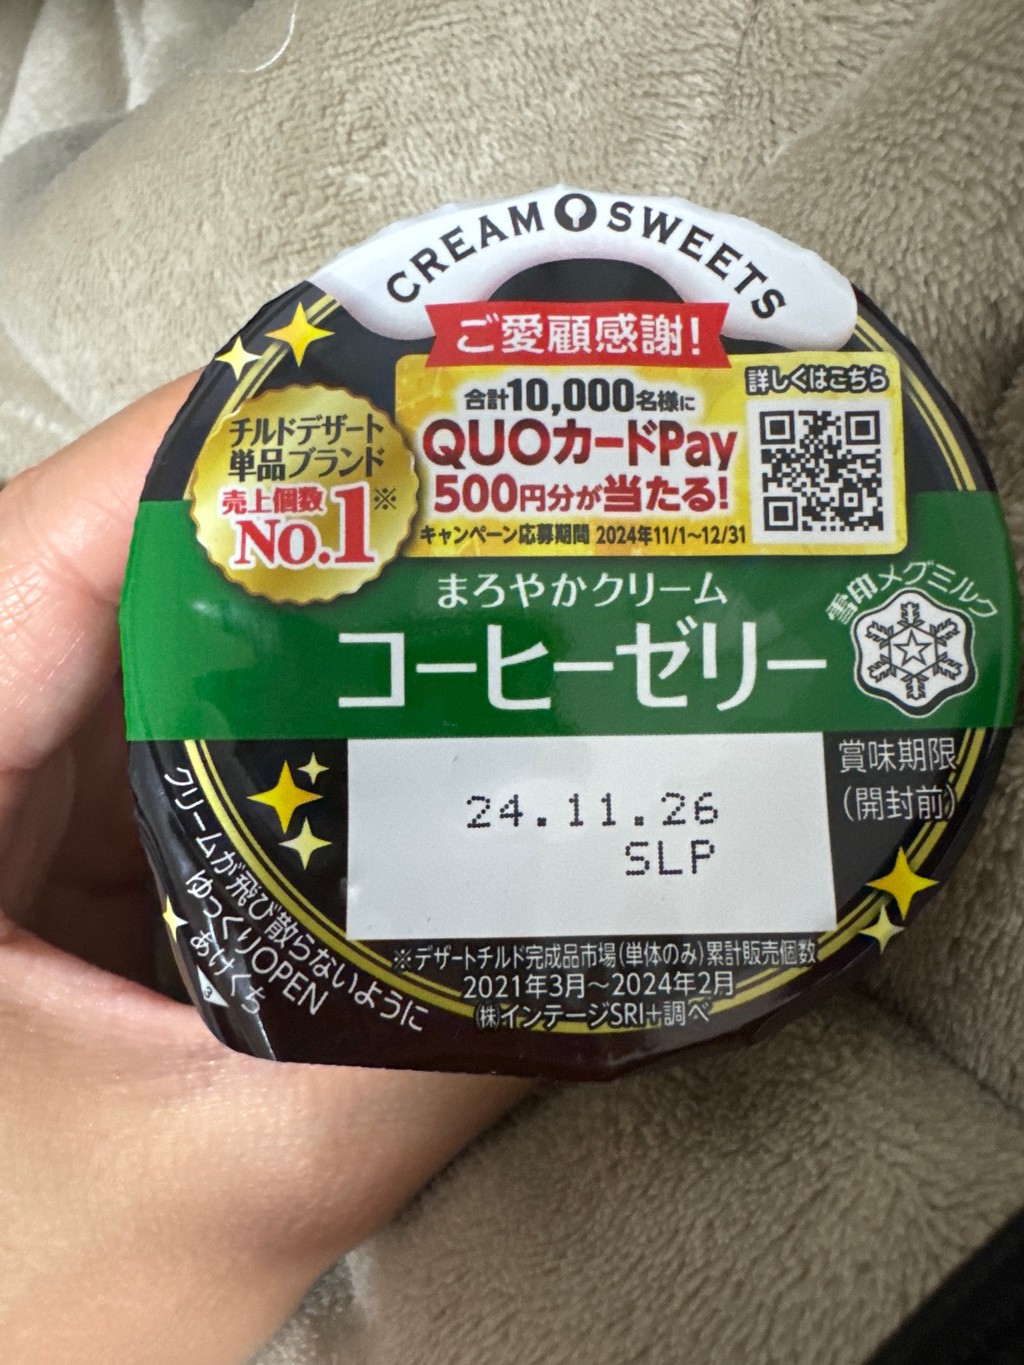 CREAM SWEETS
ご愛顧感謝!
合計10,000名様に
QUOカードPay
500円分が当たる!
キャンペーン応募期間 2024年11/1~12/31
詳しくはこちら
チルドデザート
単品ブランド
売上個数
No.1※
まろやかクリーム
コーヒーゼリー
雪印メグミルク
賞味期限
(開封前)
24.11.26
SLP
クリームが飛び散らないように
ゆっくりOPEN
あけくち
※デザートチルド完成品市場(単体のみ)累計販売個数
2021年3月~2024年2月
㈱インテージSRI+調べ